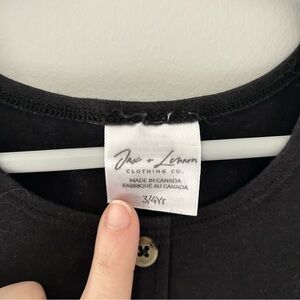 Jax + Lennon
CLOTHING CO.
MADE IN CANADA
FABRIQUÉ AU CANADA
3/4Yr